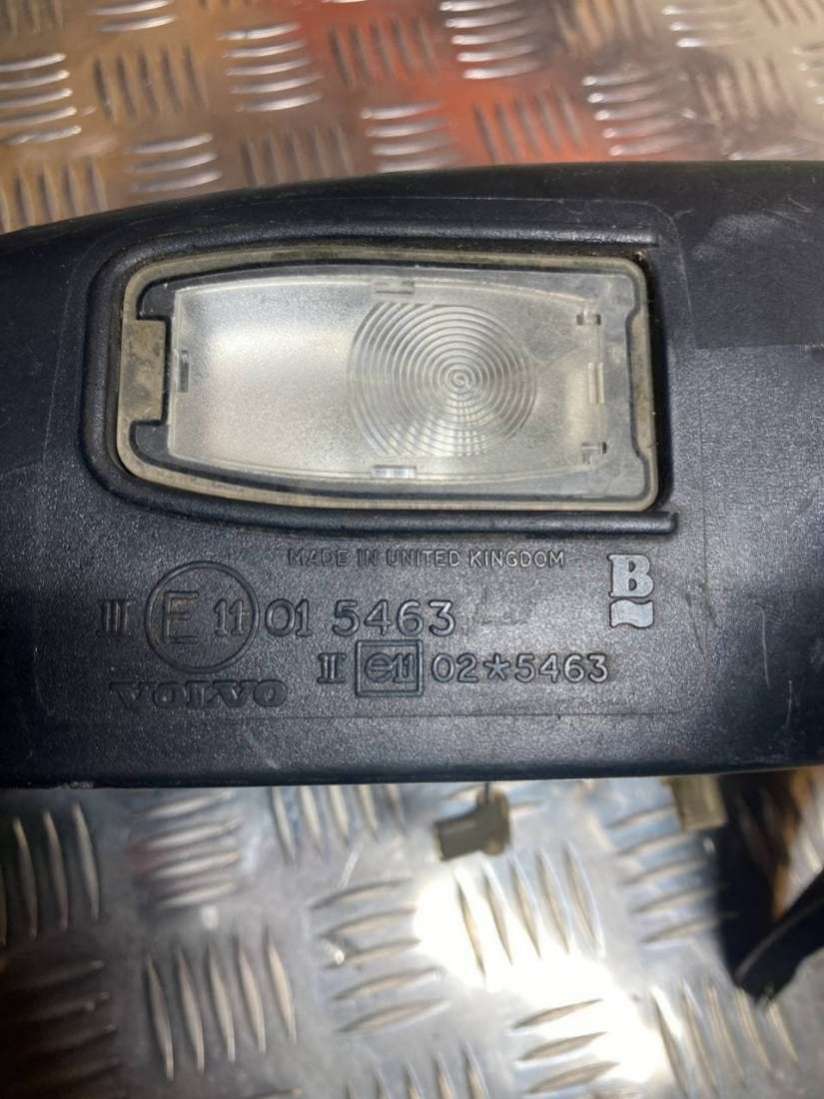 MADE IN UNITED KINGDOM
B
III E 11 01 5463
II e11 02*5463
VOLVO